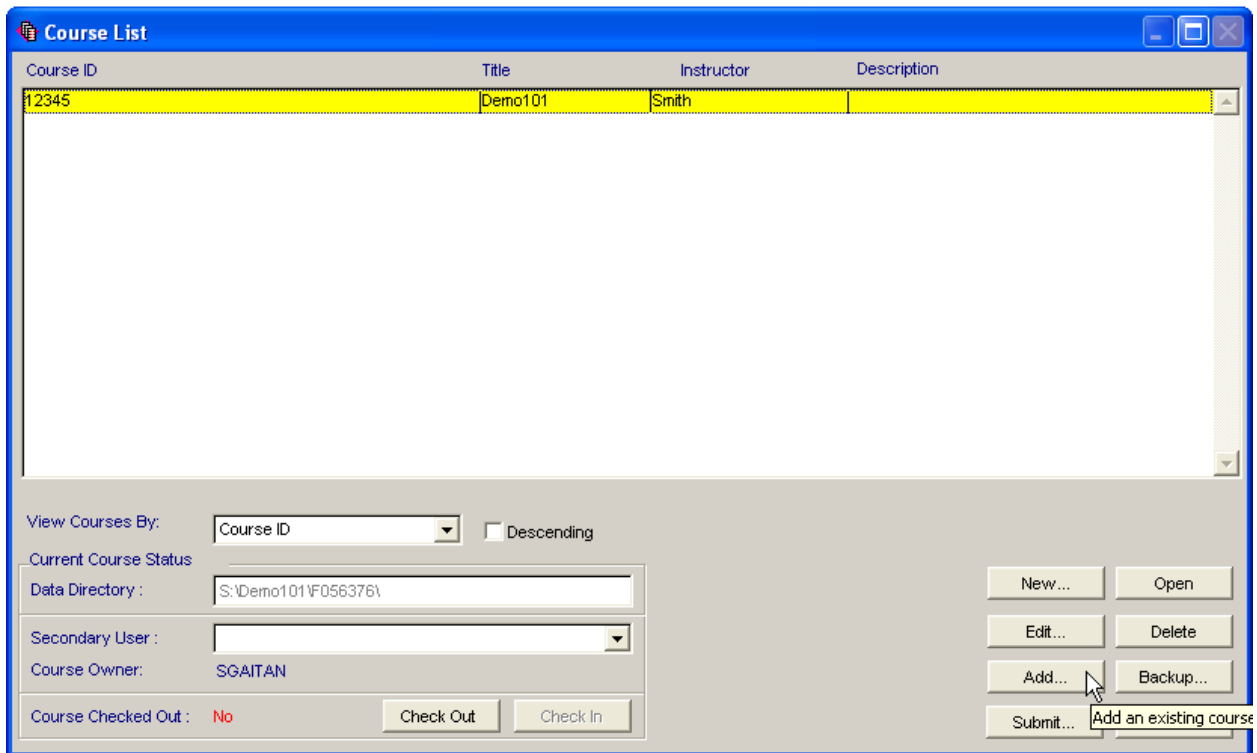 Course List
Course ID Title Instructor Description
12345 Demo101 Smith
View Courses By: Course ID Descending
Current Course Status
Data Directory : S:\Demo101\F056376\
New... Open
Secondary User :
Edit... Delete
Course Owner: SGAITAN
Add... Backup...
Course Checked Out : No Check Out Check In
Submit... Add an existing course